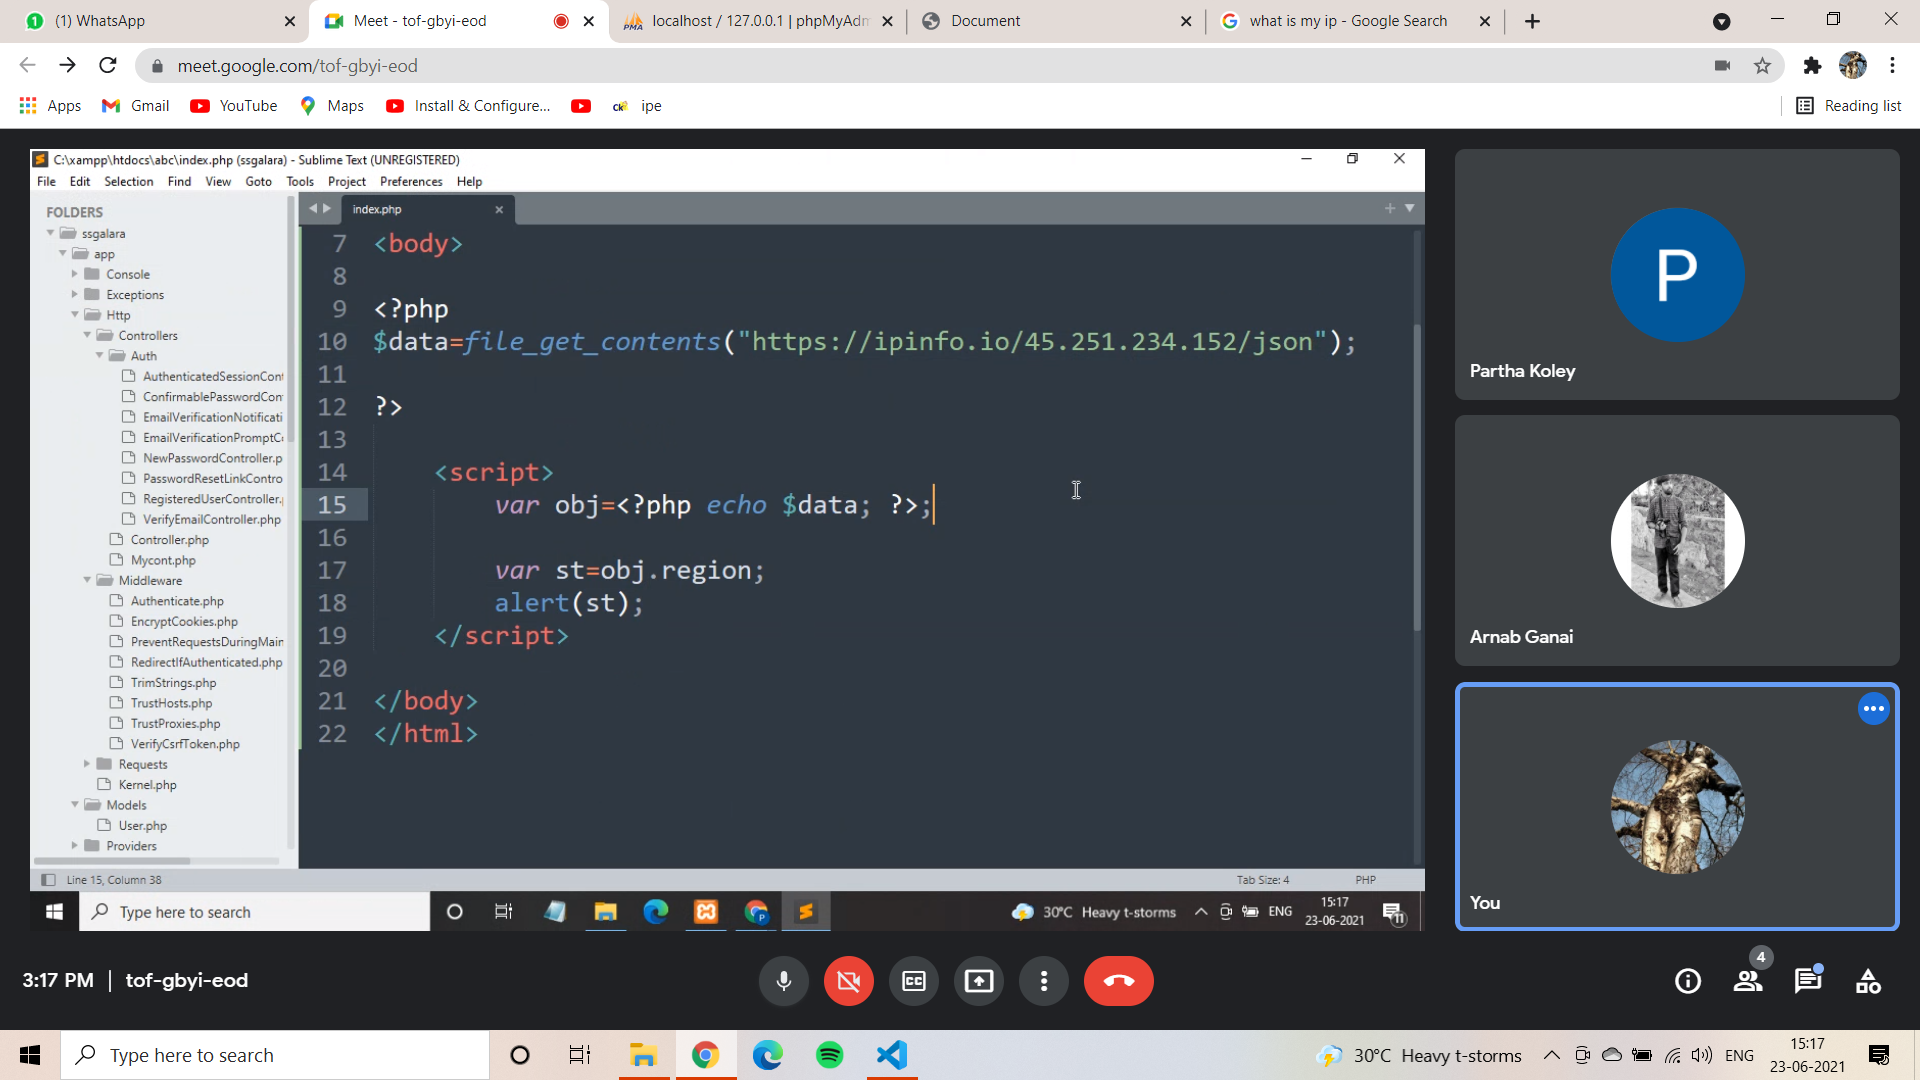 (1) WhatsApp
Meet - tof-gbyi-eod
localhost / 127.0.0.1 | phpMyAdm
Document
what is my ip - Google Search
meet.google.com/tof-gbyi-eod
Apps
Gmail
YouTube
Maps
Install & Configure...
ipe
Reading list
C:\xampp\htdocs\abc\index.php (ssgalara) - Sublime Text (UNREGISTERED)
File Edit Selection Find View Goto Tools Project Preferences Help
FOLDERS
ssgalara
app
Console
Exceptions
Http
Controllers
Auth
AuthenticatedSessionCont
ConfirmablePasswordCon
EmailVerificationNotificati
EmailVerificationPromptCo
NewPasswordController.p
PasswordResetLinkContro
RegisteredUserController.
VerifyEmailController.php
Controller.php
Mycont.php
Middleware
Authenticate.php
EncryptCookies.php
PreventRequestsDuringMain
RedirectIfAuthenticated.php
TrimStrings.php
TrustHosts.php
TrustProxies.php
VerifyCsrfToken.php
Requests
Kernel.php
Models
User.php
Providers
index.php
7 <body>
8
9 <?php
10 $data=file_get_contents("https://ipinfo.io/45.251.234.152/json");
11
12 ?>
13
14 <script>
15 var obj=<?php echo $data; ?>;
16
17 var st=obj.region;
18 alert(st);
19 </script>
20
21 </body>
22 </html>
Line 15, Column 38
Tab Size: 4
PHP
Type here to search
30°C Heavy t-storms
ENG
15:17
23-06-2021
11
P
Partha Koley
Arnab Ganai
You
3:17 PM | tof-gbyi-eod
CC
4
Type here to search
30°C Heavy t-storms
ENG
15:17
23-06-2021